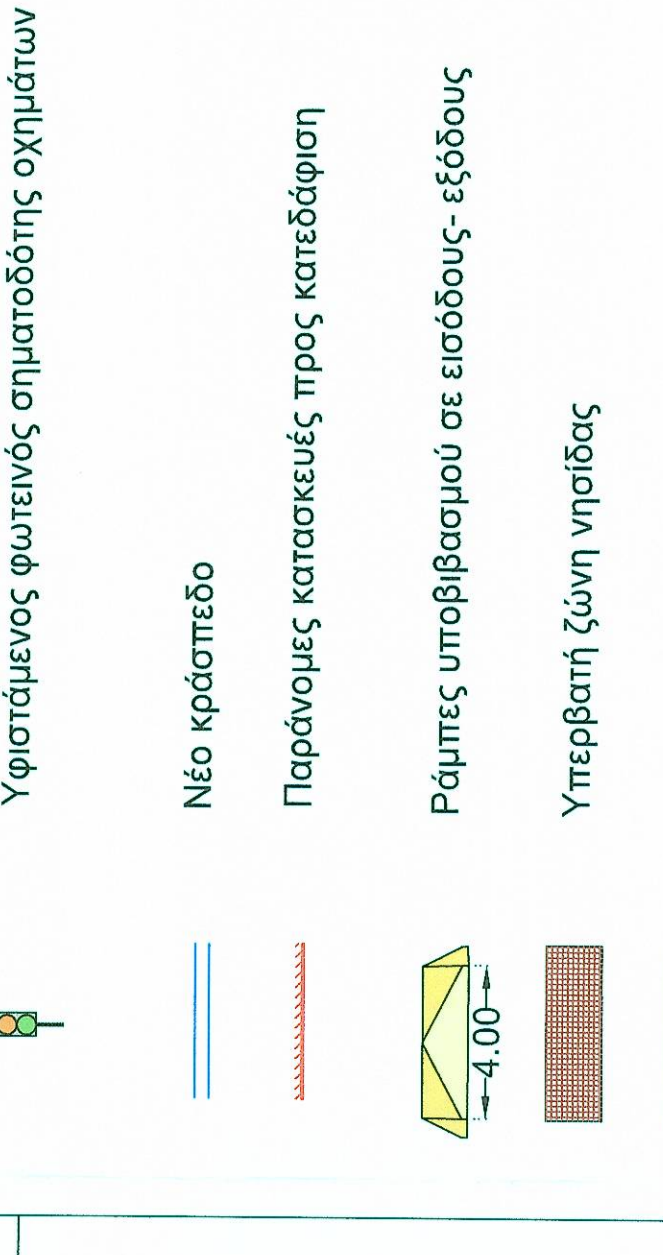 Υφιστάμενος φωτεινός σηματοδότης οχημάτων
Νέο κράσπεδο
Παράνομες κατασκευές προς κατεδάφιση
Ράμπες υποβιβασμού σε εισόδους- εξόδους
4.00
Υπερβατή ζώνη νησίδας